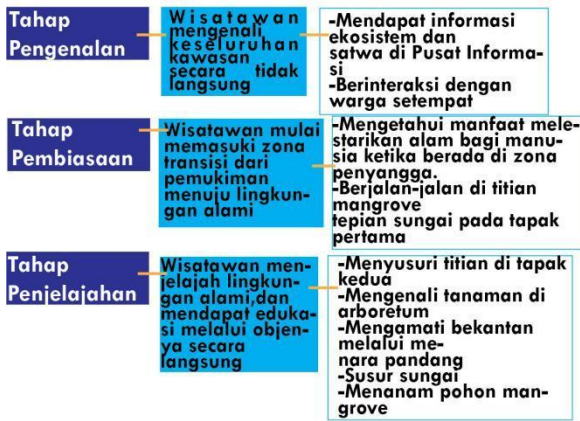 Tahap
Pengenalan
Wisatawan
mengenali
keseluruhan
kawasan
secara tidak
langsung
-Mendapat informasi
ekosistem dan
satwa di Pusat Informa-
si
-Berinteraksi dengan
warga setempat
Tahap
Pembiasaan
Wisatawan mulai
memasuki zona
transisi dari
pemukiman
menuju lingkun-
gan alami
-Mengetahui manfaat mele-
starikan alam bagi manu-
sia ketika berada di zona
penyangga.
-Berjalan-jalan di titian
mangrove
tepian sungai pada tapak
pertama
Tahap
Penjelajahan
Wisatawan men-
jelajah lingkun-
gan alami,dan
mendapat eduka-
si melalui objen-
ya secara
langsung
-Menyusuri titian di tapak
kedua
-Mengenali tanaman di
arboretum
-Mengamati bekantan
melalui me-
nara pandang
-Susur sungai
-Menanam pohon man-
grove